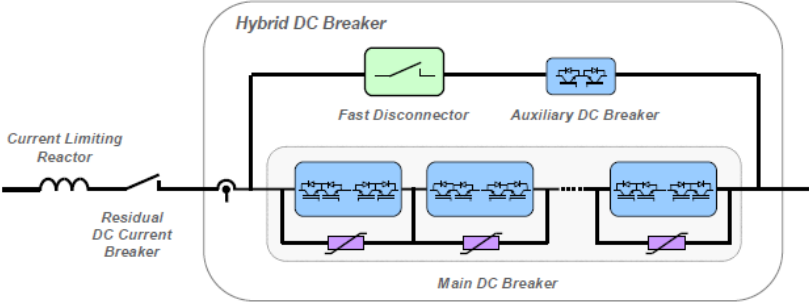 Hybrid DC Breaker
Fast Disconnector
Auxiliary DC Breaker
Current Limiting
Reactor
Residual
DC Current
Breaker
Main DC Breaker